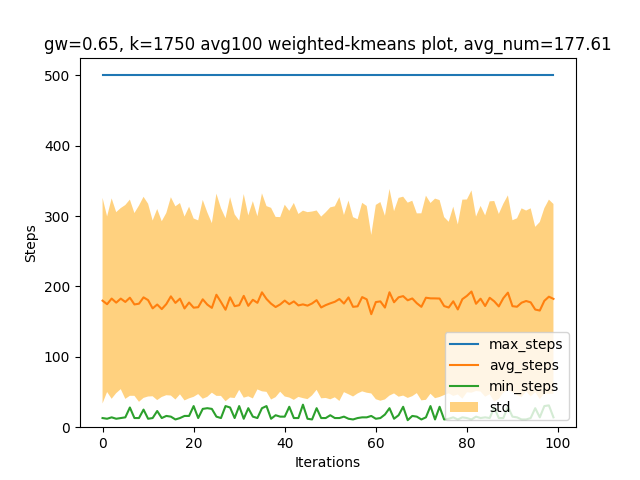 gw=0.65, k=1750 avg100 weighted-kmeans plot, avg_num=177.61
500
400
300
200
100
0
Steps
max_steps
avg_steps
min_steps
std
0 20 40 60 80 100
Iterations